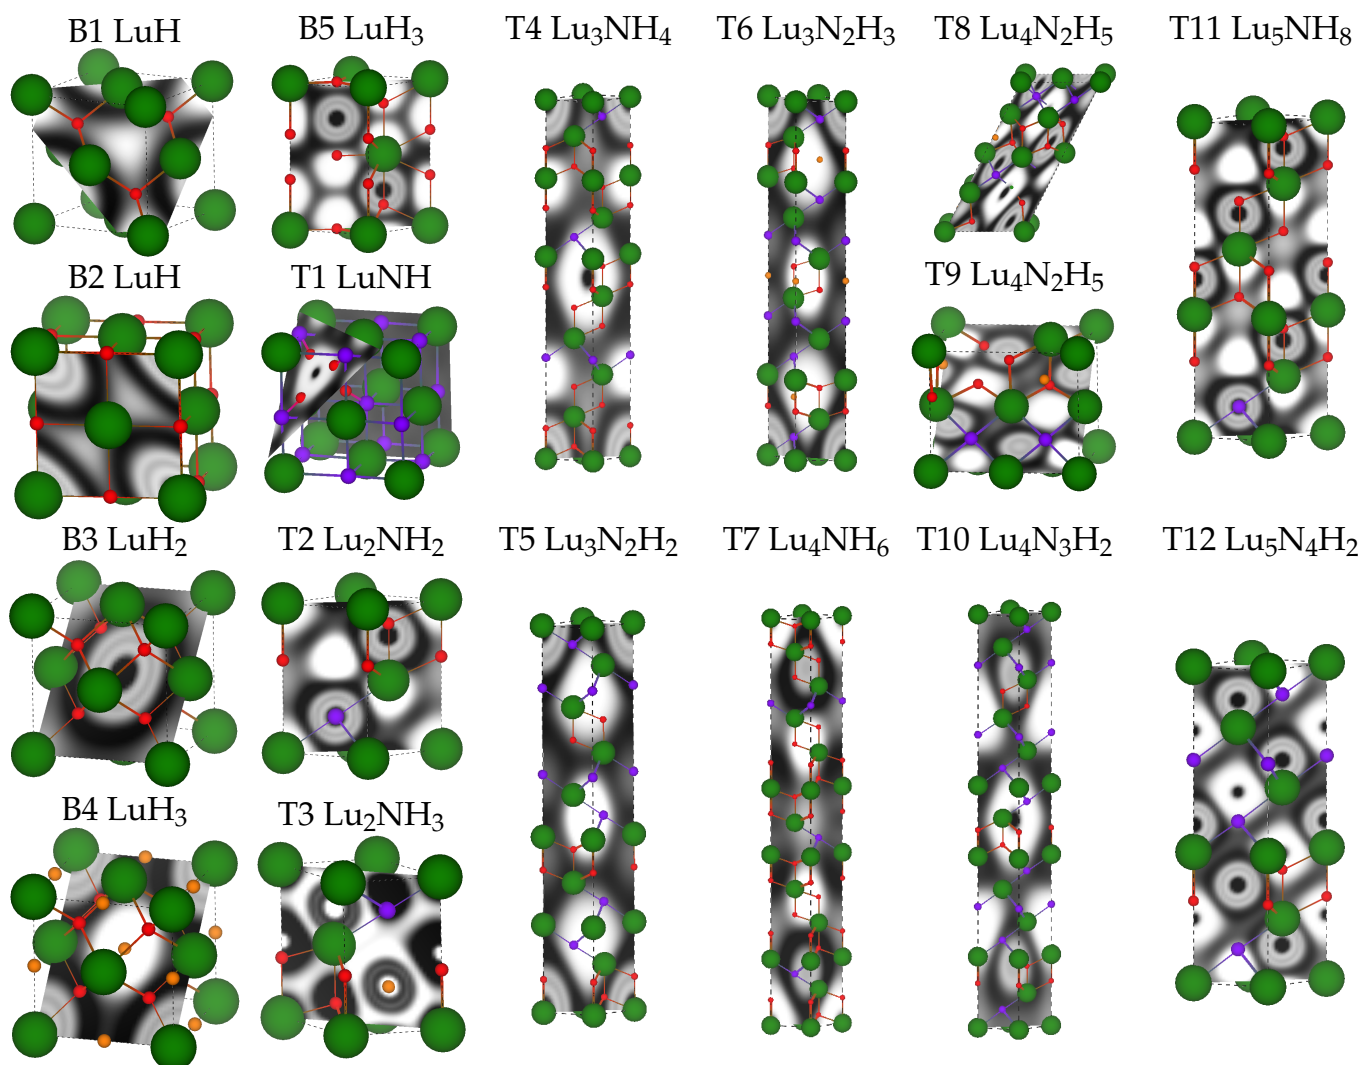 B1 LuH
B5 LuH₃
T4 Lu₃NH₄
T6 Lu₃N₂H₃
T8 Lu₄N₂H₅
T11 Lu₅NH₈
B2 LuH
T1 LuNH
T9 Lu₄N₂H₅
B3 LuH₂
T2 Lu₂NH₂
T5 Lu₃N₂H₂
T7 Lu₄NH₆
T10 Lu₄N₃H₂
T12 Lu₅N₄H₂
B4 LuH₃
T3 Lu₂NH₃